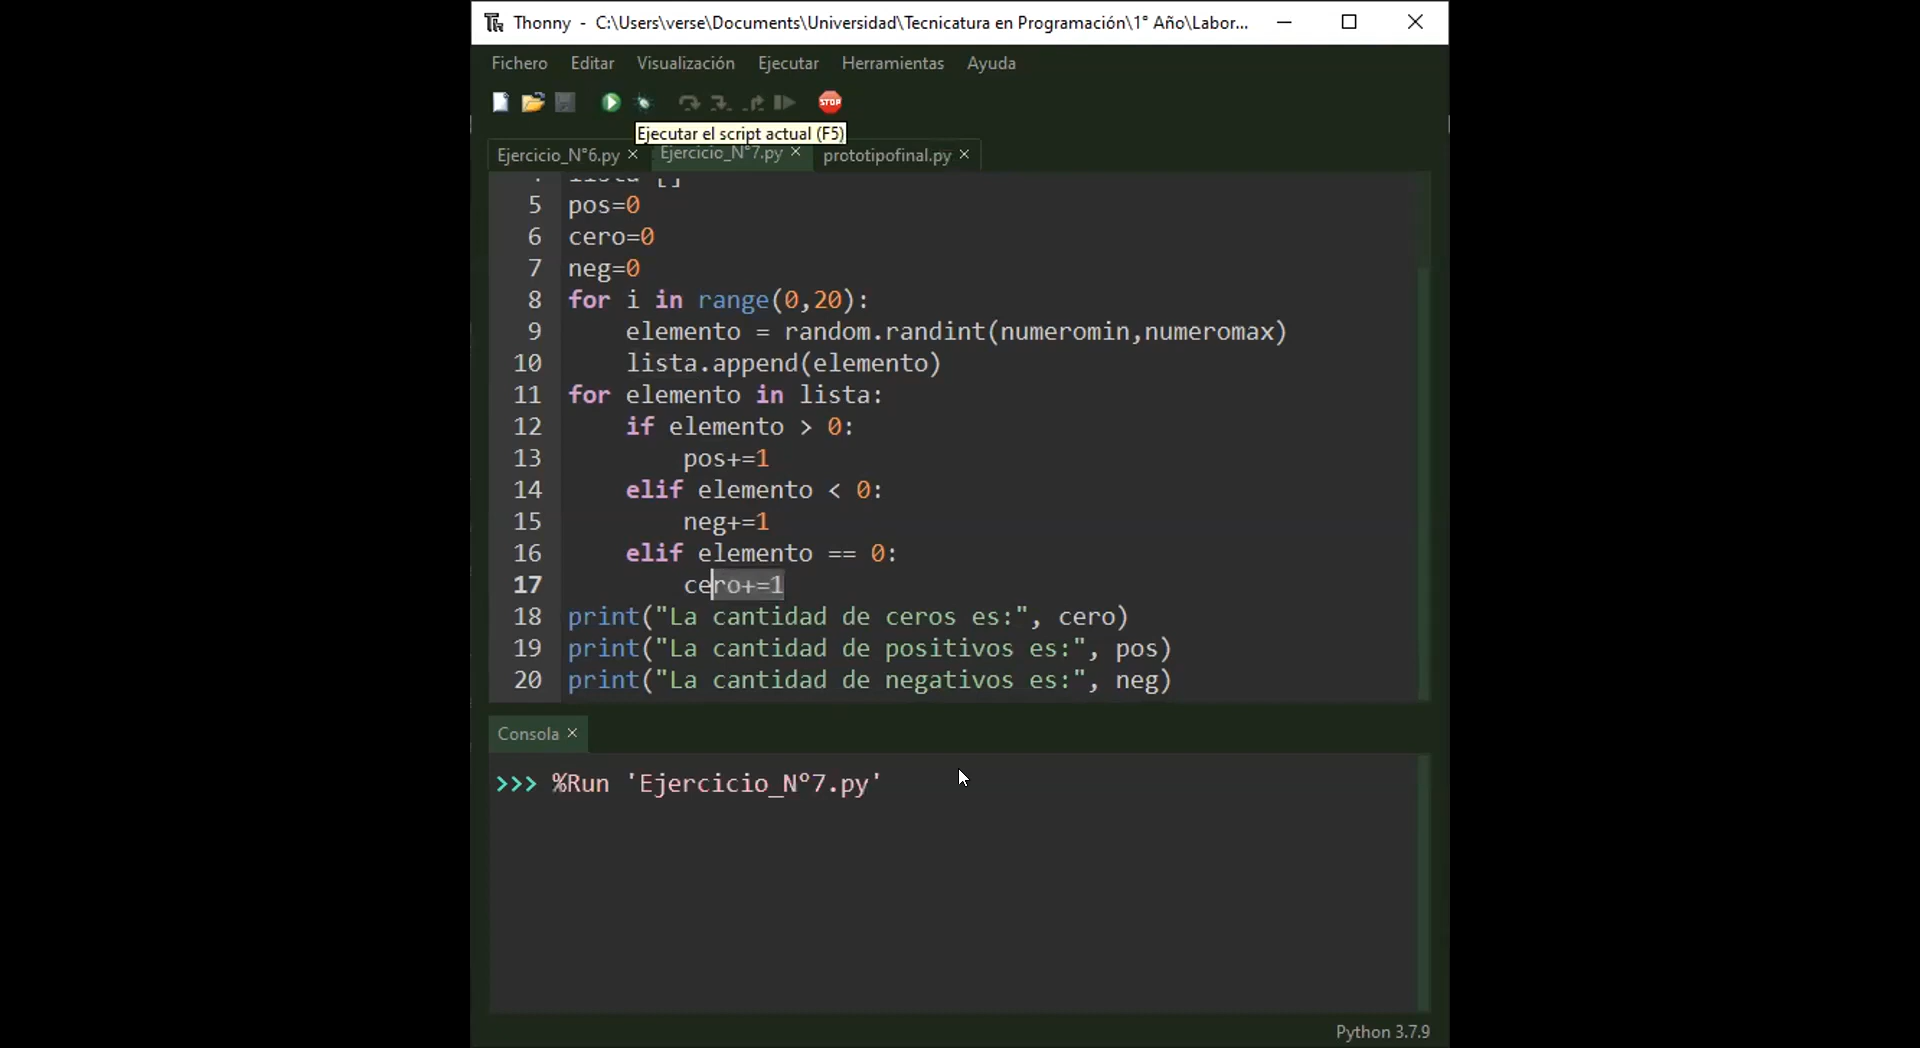 Thonny - C:\Users\verse\Documents\Universidad\Tecnicatura en Programación\1° Año\Labor...
Fichero Editar Visualización Ejecutar Herramientas Ayuda
STOP
Ejecutar el script actual (F5)
Ejercicio_N°6.py × Ejercicio_N°7.py × prototipofinal.py ×
5 pos=0
6 cero=0
7 neg=0
8 for i in range(0,20):
9 elemento = random.randint(numeromin,numeromax)
10 lista.append(elemento)
11 for elemento in lista:
12 if elemento > 0:
13 pos+=1
14 elif elemento < 0:
15 neg+=1
16 elif elemento == 0:
17 cero+=1
18 print("La cantidad de ceros es:", cero)
19 print("La cantidad de positivos es:", pos)
20 print("La cantidad de negativos es:", neg)
Consola ×
>>> %Run 'Ejercicio_Nº7.py'
Python 3.7.9